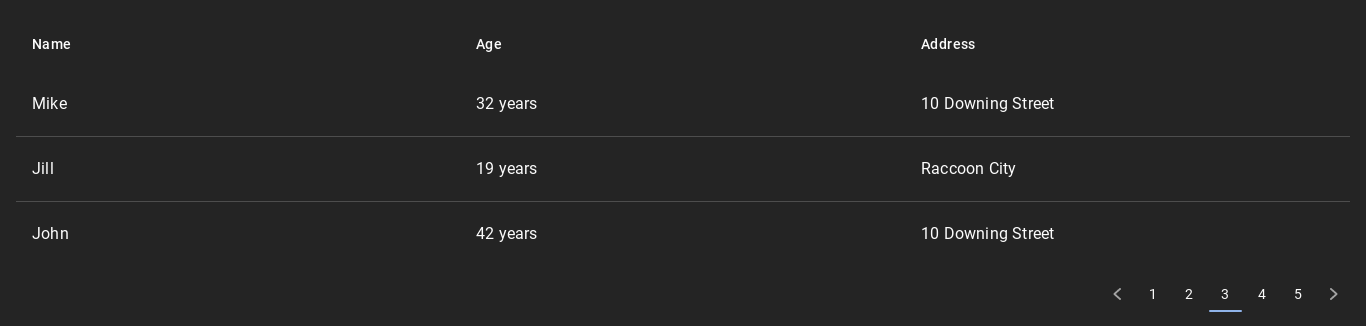 Name Age Address
Mike 32 years 10 Downing Street
Jill 19 years Raccoon City
John 42 years 10 Downing Street
1 2 3 4 5